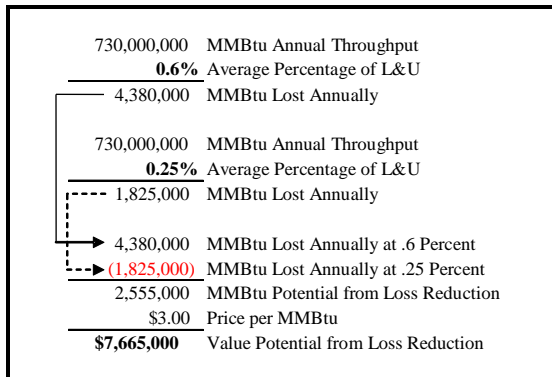 730,000,000 MMBtu Annual Throughput
0.6% Average Percentage of L&U
4,380,000 MMBtu Lost Annually
730,000,000 MMBtu Annual Throughput
0.25% Average Percentage of L&U
1,825,000 MMBtu Lost Annually
4,380,000 MMBtu Lost Annually at .6 Percent
(1,825,000) MMBtu Lost Annually at .25 Percent
2,555,000 MMBtu Potential from Loss Reduction
$3.00 Price per MMBtu
$7,665,000 Value Potential from Loss Reduction